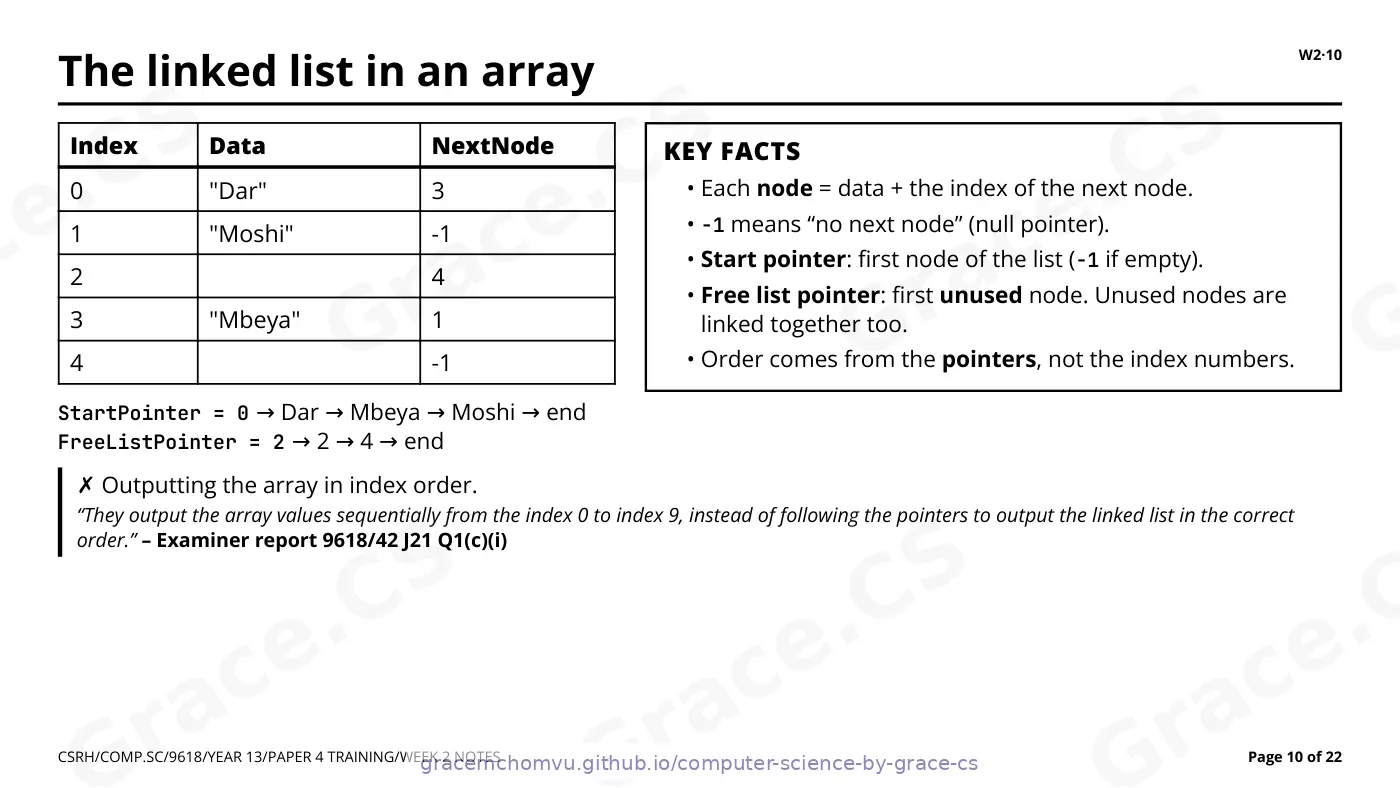 The linked list in an array
W2·10
Index Data NextNode
0 "Dar" 3
1 "Moshi" -1
2 4
3 "Mbeya" 1
4 -1
KEY FACTS
• Each node = data + the index of the next node.
• -1 means “no next node” (null pointer).
• Start pointer: first node of the list (-1 if empty).
• Free list pointer: first unused node. Unused nodes are
linked together too.
• Order comes from the pointers, not the index numbers.
StartPointer = 0 → Dar → Mbeya → Moshi → end
FreeListPointer = 2 → 2 → 4 → end
✗ Outputting the array in index order.
“They output the array values sequentially from the index 0 to index 9, instead of following the pointers to output the linked list in the correct
order.” – Examiner report 9618/42 J21 Q1(c)(i)
CSRH/COMP.SC/9618/YEAR 13/PAPER 4 TRAINING/WEEK 2 NOTES
gracemchomvu.github.io/computer-science-by-grace-cs
Page 10 of 22
Grace.CS